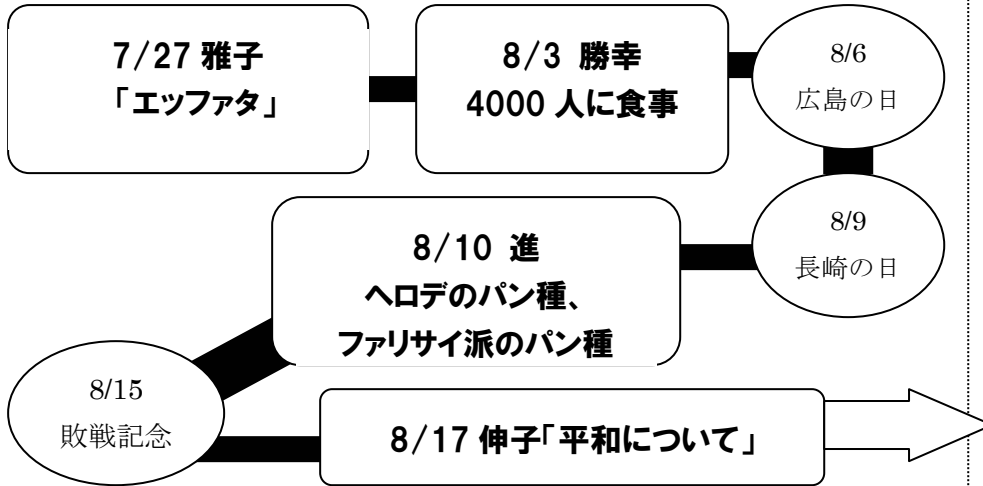 7/27 雅子
「エッファタ」
8/3 勝幸
4000 人に食事
8/6
広島の日
8/9
長崎の日
8/10 進
ヘロデのパン種、
ファリサイ派のパン種
8/15
敗戦記念
8/17 伸子「平和について」